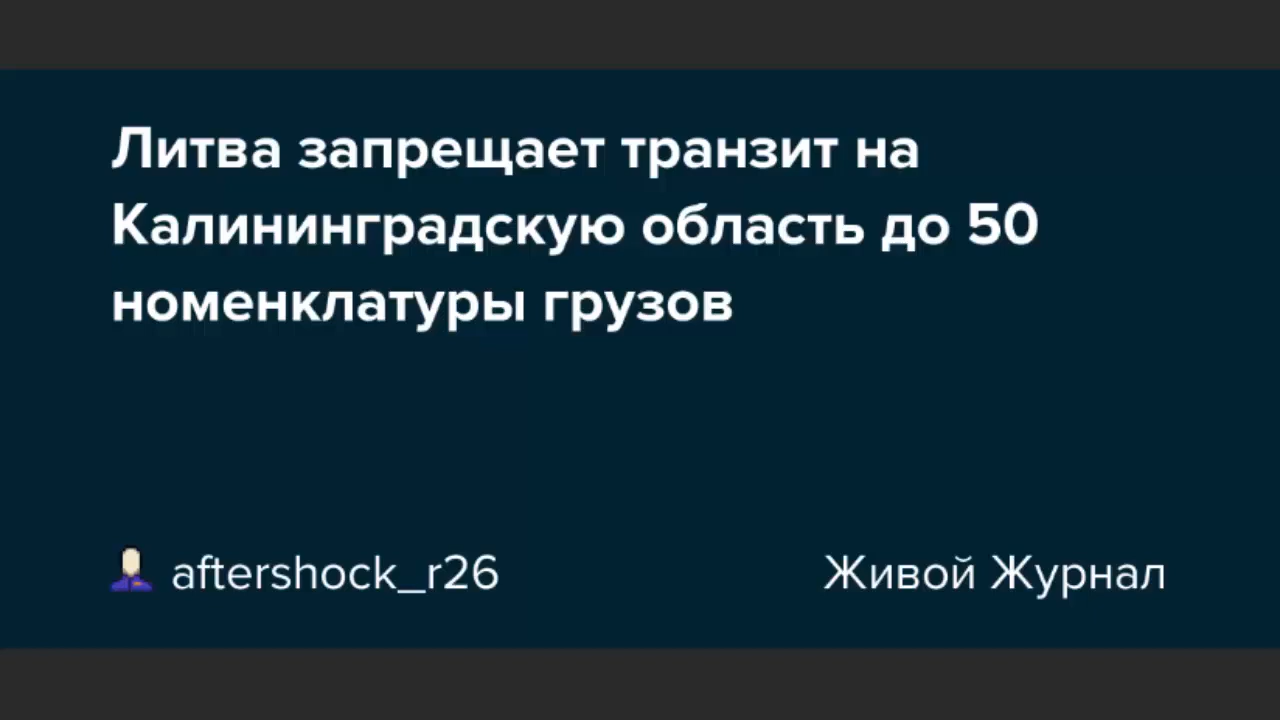 Литва запрещает транзит на
Калининградскую область до 50
номенклатуры грузов
aftershock_r26
Живой Журнал